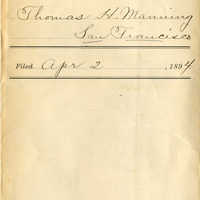 Thomas H. Manning
San Francisco
Filed Apr 2, 1894.